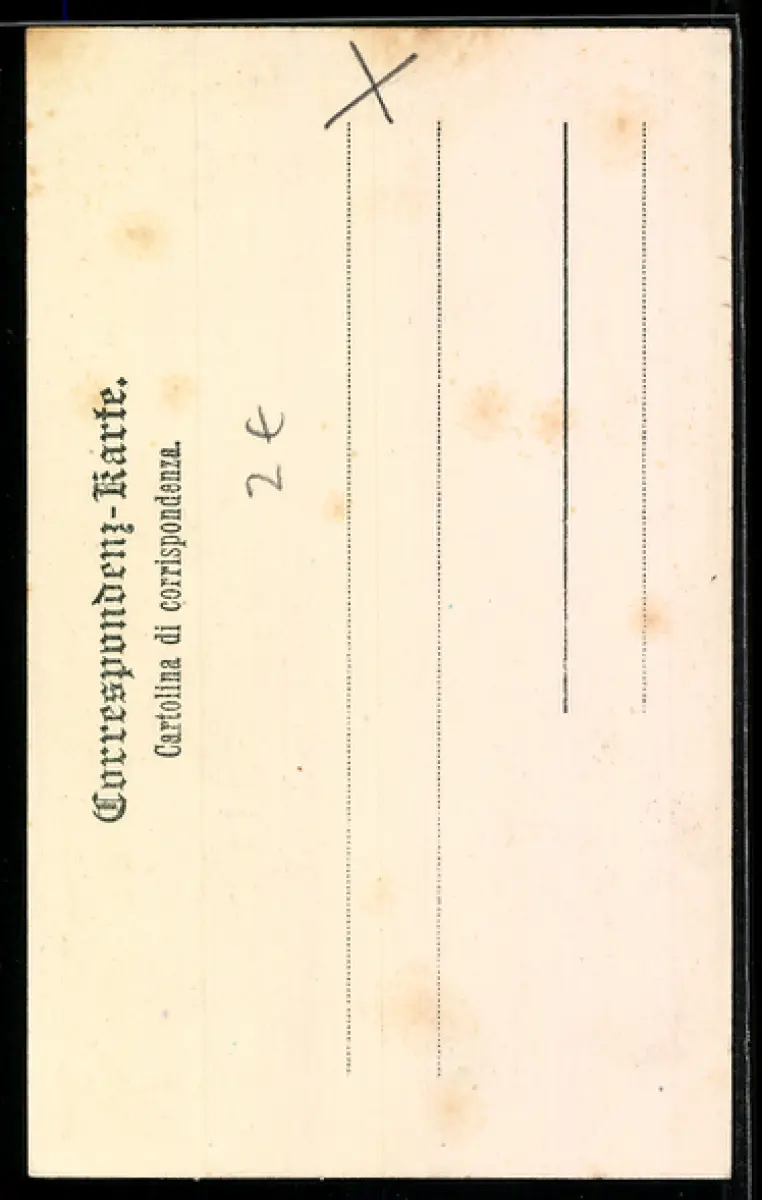 Correspondenz-Karte.
Cartolina di corrispondenza.
2 €
X